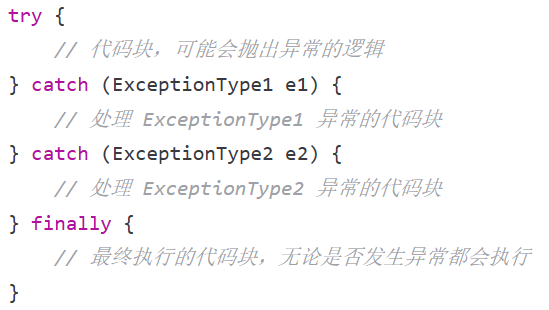 try {
    // 代码块，可能会抛出异常的逻辑
} catch (ExceptionType1 e1) {
    // 处理 ExceptionType1 异常的代码块
} catch (ExceptionType2 e2) {
    // 处理 ExceptionType2 异常的代码块
} finally {
    // 最终执行的代码块，无论是否发生异常都会执行
}